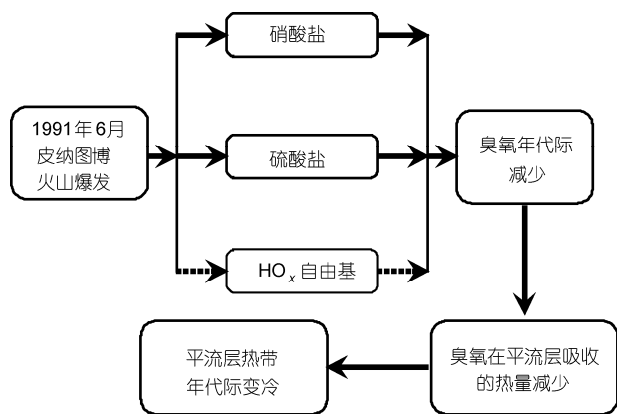 硝酸盐
1991年6月
皮纳图博
火山爆发
硫酸盐
臭氧年代际
减少
HOx自由基
平流层热带
年代际变冷
臭氧在平流层吸收
的热量减少